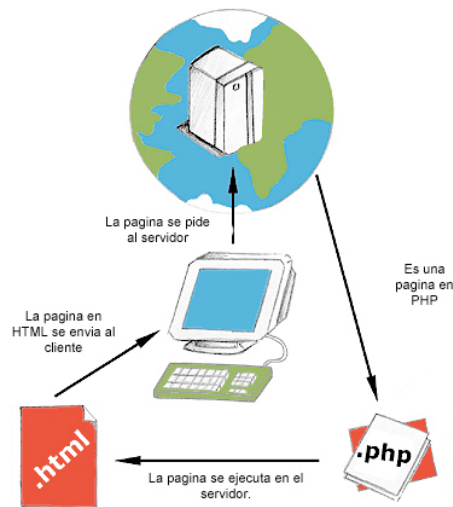 La pagina se pide
al servidor
Es una
pagina en
PHP
La pagina en
HTML se envia al
cliente
.html
.php
La pagina se ejecuta en el
servidor.